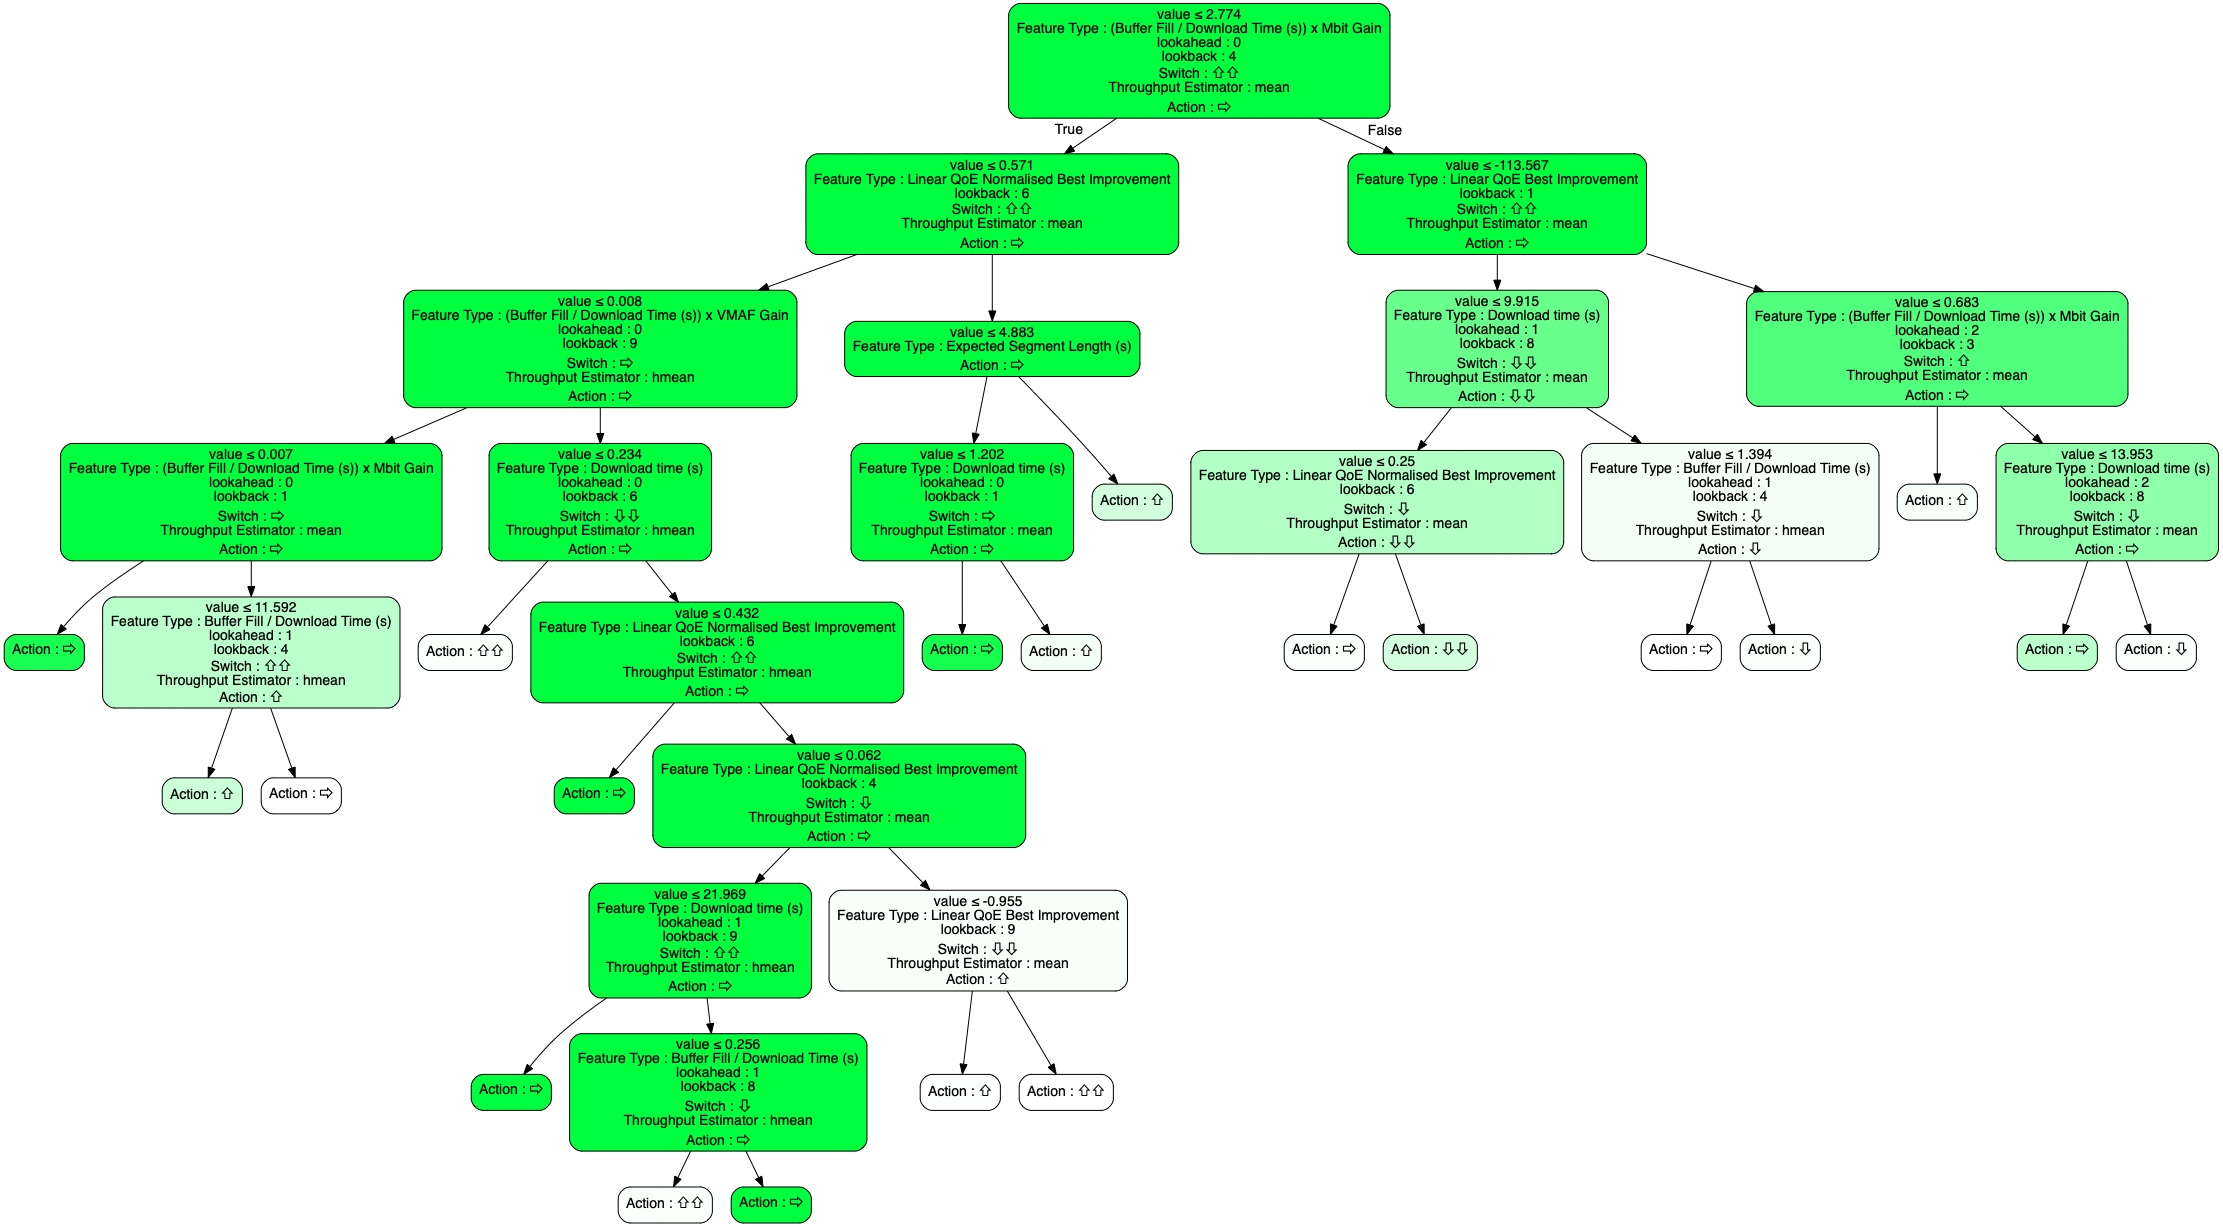 value ≤ 2.774
Feature Type : (Buffer Fill / Download Time (s)) x Mbit Gain
lookahead : 0
lookback : 4
Switch : ⇧⇧
Throughput Estimator : mean
Action : ⇨
True
False
value ≤ 0.571
Feature Type : Linear QoE Normalised Best Improvement
lookback : 6
Switch : ⇧⇧
Throughput Estimator : mean
Action : ⇨
value ≤ -113.567
Feature Type : Linear QoE Best Improvement
lookback : 1
Switch : ⇧⇧
Throughput Estimator : mean
Action : ⇨
value ≤ 0.008
Feature Type : (Buffer Fill / Download Time (s)) x VMAF Gain
lookahead : 0
lookback : 9
Switch : ⇨
Throughput Estimator : hmean
Action : ⇨
value ≤ 4.883
Feature Type : Expected Segment Length (s)
Action : ⇨
value ≤ 9.915
Feature Type : Download time (s)
lookahead : 1
lookback : 8
Switch : ⇩⇩
Throughput Estimator : mean
Action : ⇩⇩
value ≤ 0.683
Feature Type : (Buffer Fill / Download Time (s)) x Mbit Gain
lookahead : 2
lookback : 3
Switch : ⇧
Throughput Estimator : mean
Action : ⇨
value ≤ 0.007
Feature Type : (Buffer Fill / Download Time (s)) x Mbit Gain
lookahead : 0
lookback : 1
Switch : ⇨
Throughput Estimator : mean
Action : ⇨
value ≤ 0.234
Feature Type : Download time (s)
lookahead : 0
lookback : 6
Switch : ⇩⇩
Throughput Estimator : hmean
Action : ⇨
value ≤ 1.202
Feature Type : Download time (s)
lookahead : 0
lookback : 1
Switch : ⇨
Throughput Estimator : mean
Action : ⇨
Action : ⇧
value ≤ 0.25
Feature Type : Linear QoE Normalised Best Improvement
lookback : 6
Switch : ⇩
Throughput Estimator : mean
Action : ⇩⇩
value ≤ 1.394
Feature Type : Buffer Fill / Download Time (s)
lookahead : 1
lookback : 4
Switch : ⇩
Throughput Estimator : hmean
Action : ⇩
Action : ⇧
value ≤ 13.953
Feature Type : Download time (s)
lookahead : 2
lookback : 8
Switch : ⇩
Throughput Estimator : mean
Action : ⇨
Action : ⇨
value ≤ 11.592
Feature Type : Buffer Fill / Download Time (s)
lookahead : 1
lookback : 4
Switch : ⇧⇧
Throughput Estimator : hmean
Action : ⇧
Action : ⇧⇧
value ≤ 0.432
Feature Type : Linear QoE Normalised Best Improvement
lookback : 6
Switch : ⇧⇧
Throughput Estimator : hmean
Action : ⇨
Action : ⇨
Action : ⇧
Action : ⇨
Action : ⇩⇩
Action : ⇨
Action : ⇩
Action : ⇨
Action : ⇩
Action : ⇧
Action : ⇨
Action : ⇨
value ≤ 0.062
Feature Type : Linear QoE Normalised Best Improvement
lookback : 4
Switch : ⇩
Throughput Estimator : mean
Action : ⇨
value ≤ 21.969
Feature Type : Download time (s)
lookahead : 1
lookback : 9
Switch : ⇧⇧
Throughput Estimator : hmean
Action : ⇨
value ≤ -0.955
Feature Type : Linear QoE Best Improvement
lookback : 9
Switch : ⇩⇩
Throughput Estimator : mean
Action : ⇧
Action : ⇨
value ≤ 0.256
Feature Type : Buffer Fill / Download Time (s)
lookahead : 1
lookback : 8
Switch : ⇩
Throughput Estimator : hmean
Action : ⇨
Action : ⇧
Action : ⇧⇧
Action : ⇧⇧
Action : ⇨